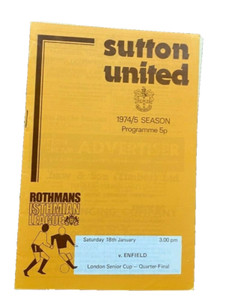 sutton
united
1974/5 SEASON
Programme 5p
ROTHMANS
ISTHMIAN
LEAGUE
Saturday 18th January 3.00 pm
v. ENFIELD
London Senior Cup — Quarter-Final